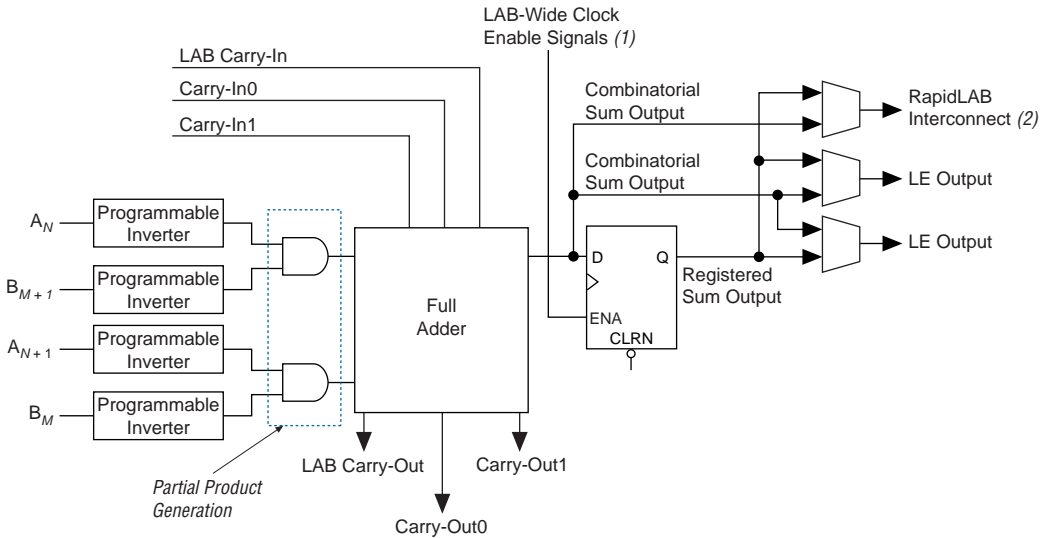 LAB-Wide Clock
Enable Signals (1)
LAB Carry-In
Carry-In0
Carry-In1
Combinatorial
Sum Output
RapidLAB
Interconnect (2)
Combinatorial
Sum Output
LE Output
LE Output
A_N
Programmable
Inverter
B_{M + 1}
Programmable
Inverter
A_{N + 1}
Programmable
Inverter
B_M
Programmable
Inverter
Full
Adder
D
Q
ENA
CLRN
Registered
Sum Output
LAB Carry-Out
Carry-Out1
Carry-Out0
Partial Product
Generation